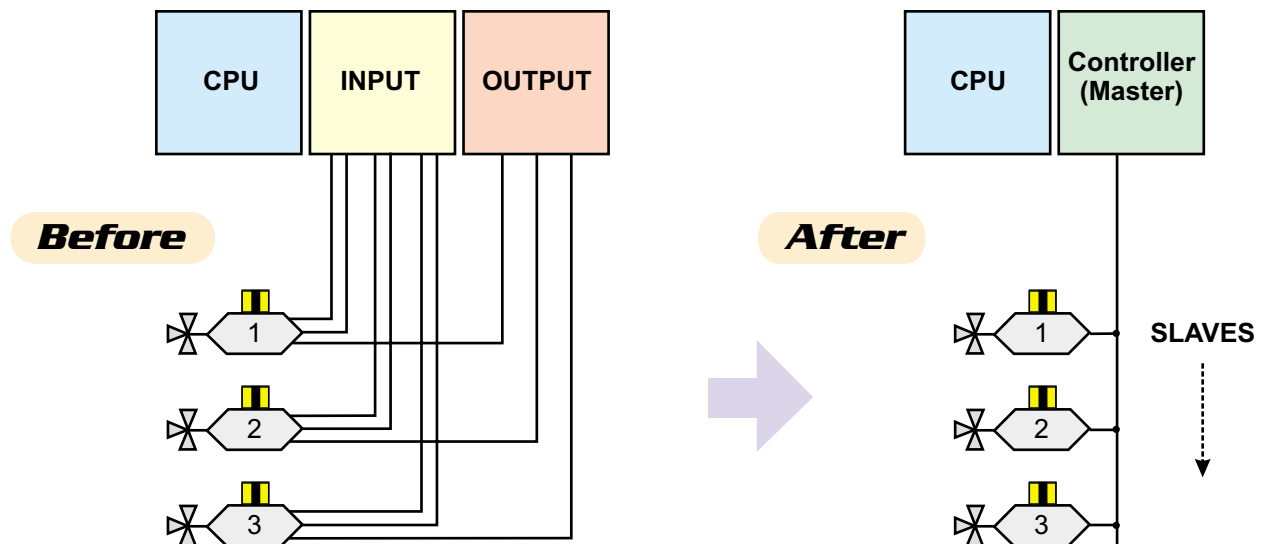 CPU
INPUT
OUTPUT
Before
1
2
3
CPU
Controller
(Master)
After
1
2
3
SLAVES